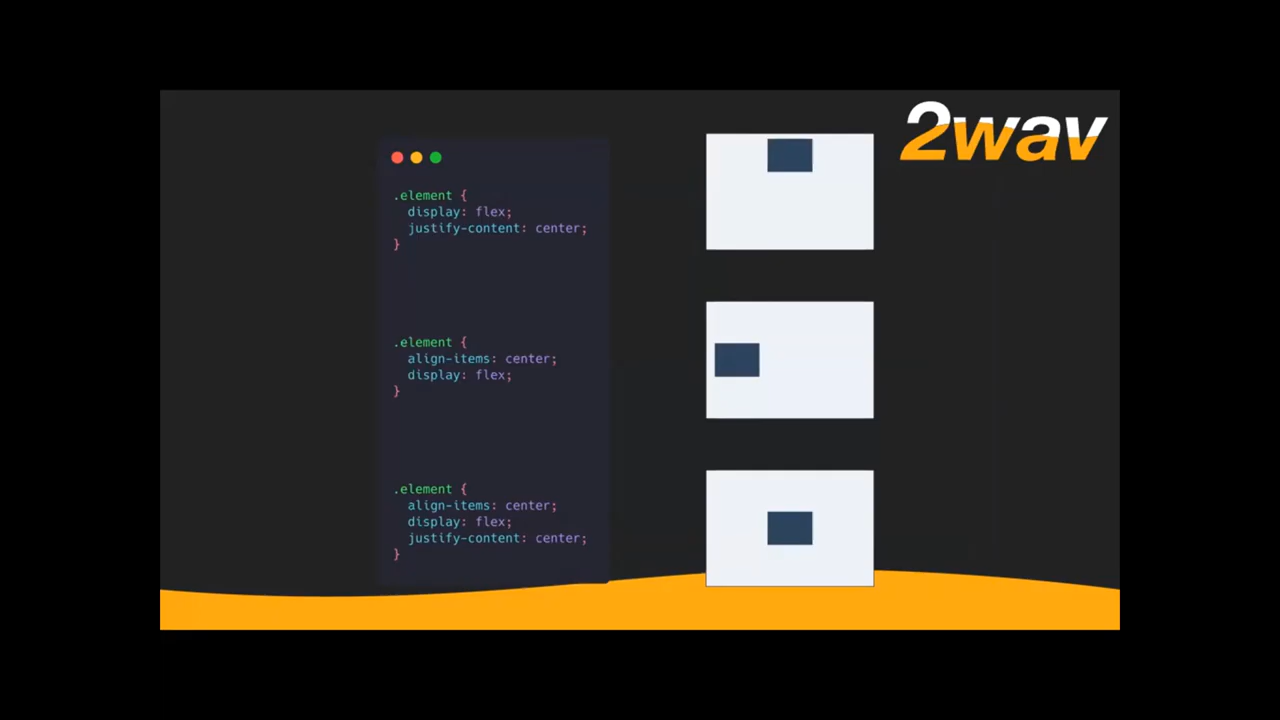 2wav
.element {
  display: flex;
  justify-content: center;
}
.element {
  align-items: center;
  display: flex;
}
.element {
  align-items: center;
  display: flex;
  justify-content: center;
}